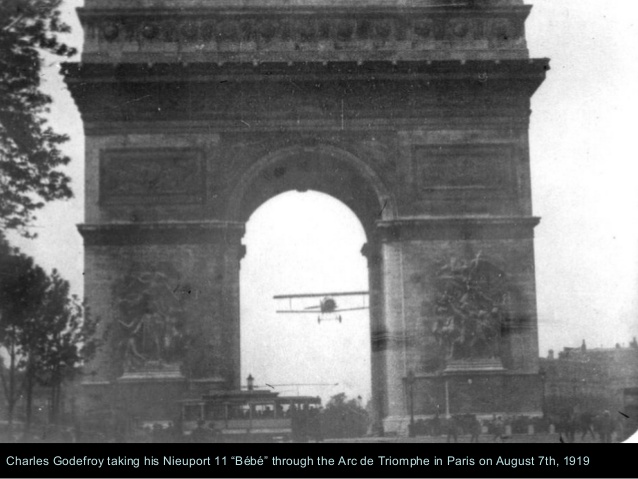 Charles Godefroy taking his Nieuport 11 “Bébé” through the Arc de Triomphe in Paris on August 7th, 1919